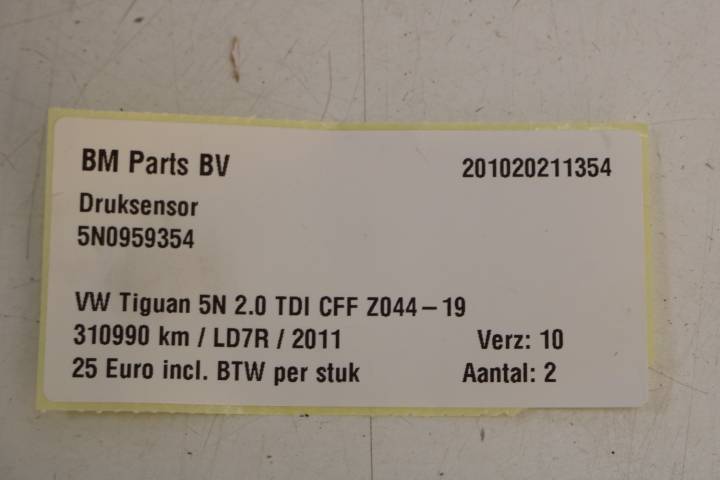 BM Parts BV 201020211354
Druksensor
5N0959354
VW Tiguan 5N 2.0 TDI CFF Z044-19
310990 km / LD7R / 2011 Verz: 10
25 Euro incl. BTW per stuk Aantal: 2